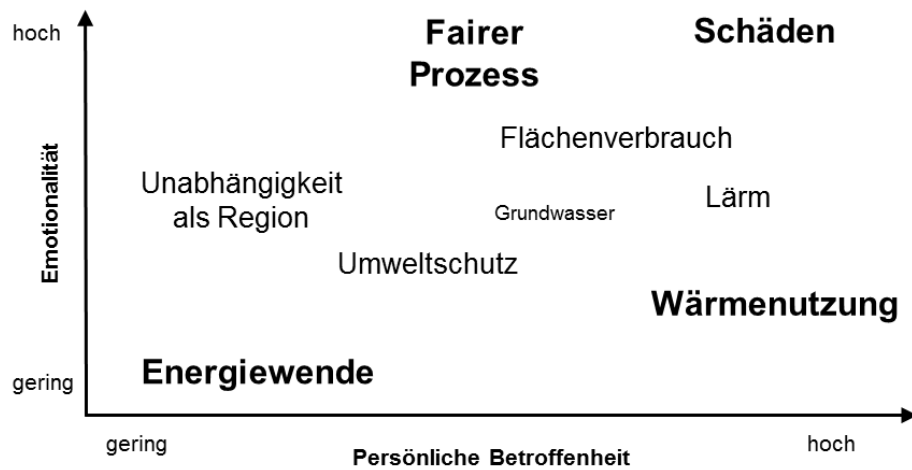 hoch
Fairer
Prozess
Schäden
Flächenverbrauch
Unabhängigkeit
als Region
Lärm
Grundwasser
Umweltschutz
Wärmenutzung
Energiewende
Emotionalität
gering
gering
Persönliche Betroffenheit
hoch